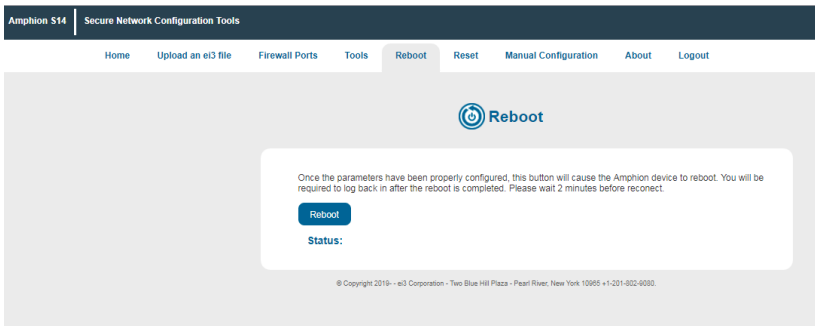 Amphion S14 Secure Network Configuration Tools
Home Upload an ei3 file Firewall Ports Tools Reboot Reset Manual Configuration About Logout
Reboot
Once the parameters have been properly configured, this button will cause the Amphion device to reboot. You will be
required to log back in after the reboot is completed. Please wait 2 minutes before reconect.
Reboot
Status:
© Copyright 2019- - ei3 Corporation - Two Blue Hill Plaza - Pearl River, New York 10965 +1-201-802-9080.